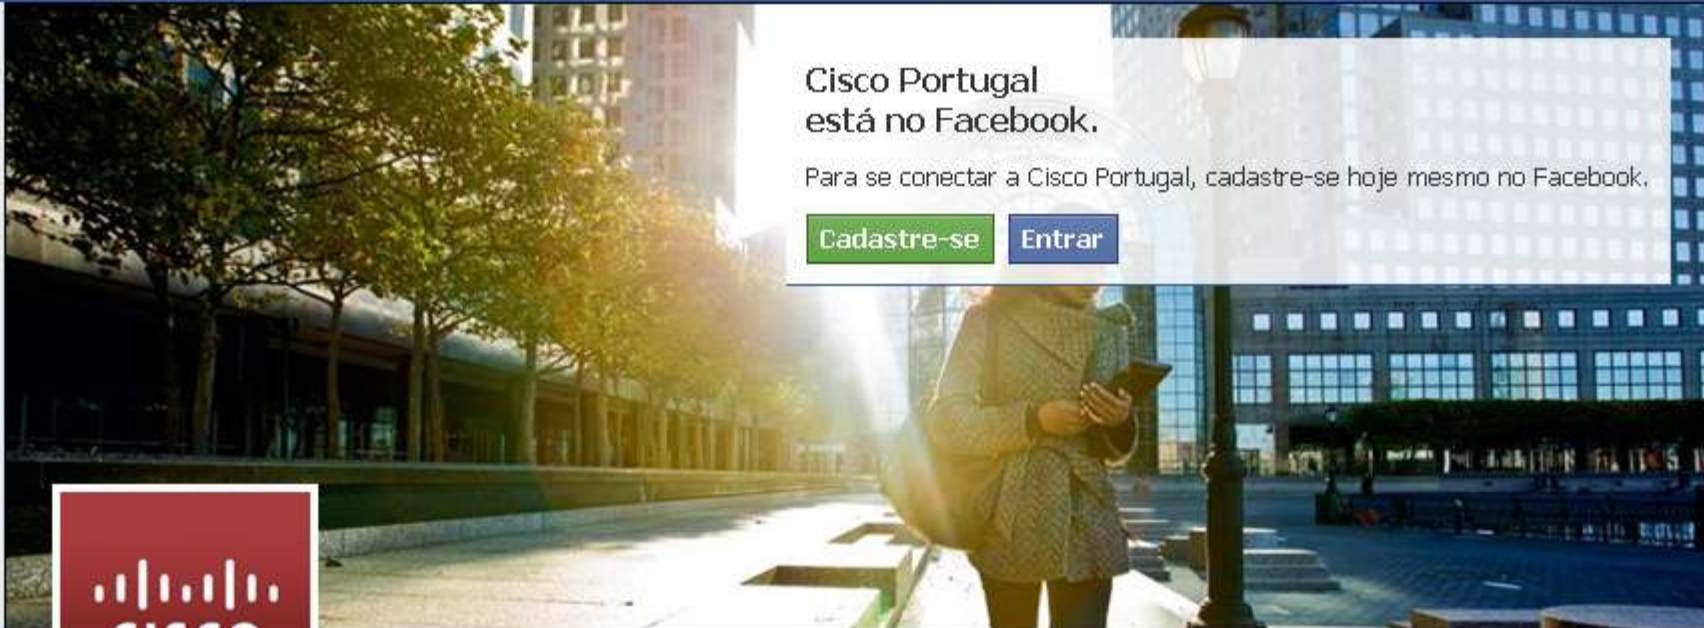 Cisco Portugal
está no Facebook.
Para se conectar a Cisco Portugal, cadastre-se hoje mesmo no Facebook.
Cadastre-se Entrar
CISCO